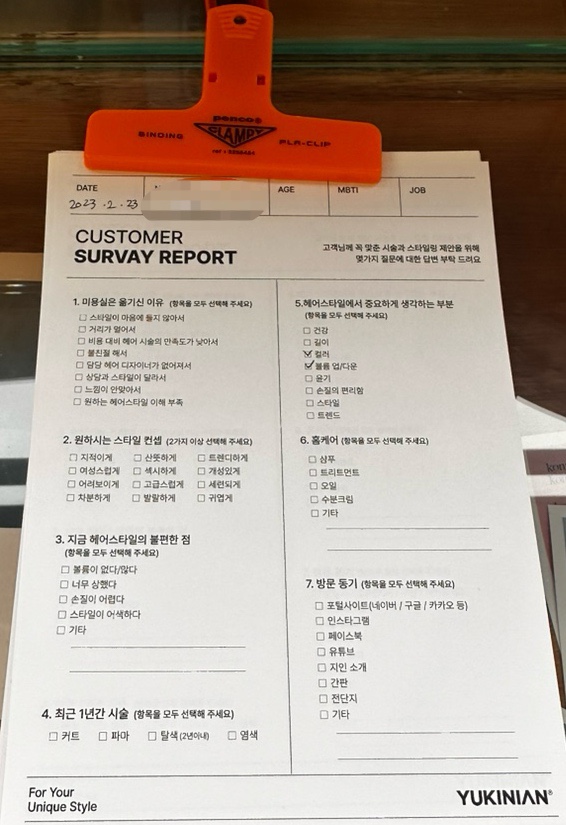 penco®
BINDING CLAMPY PLA-CLIP
DATE AGE MBTI JOB
2023 .2 .23
CUSTOMER
SURVAY REPORT
고객님께 꼭 맞춘 시술과 스타일링 제안을 위해
몇가지 질문에 대한 답변 부탁 드려요
1. 미용실은 옮기신 이유 (항목을 모두 선택해 주세요)
스타일이 마음에 들지 않아서
거리가 멀어서
비용 대비 헤어 시술의 만족도가 낮아서
불친절 해서
담당 헤어 디자이너가 없어져서
상담과 스타일이 달라서
느낌이 안맞아서
원하는 헤어스타일 이해 부족
2. 원하시는 스타일 컨셉 (2가지 이상 선택해 주세요)
지적이게 산뜻하게 트렌디하게
여성스럽게 섹시하게 개성있게
어려보이게 고급스럽게 세련되게
차분하게 발랄하게 귀엽게
3. 지금 헤어스타일의 불편한 점
(항목을 모두 선택해 주세요)
볼륨이 없다/많다
너무 상했다
손질이 어렵다
스타일이 어색하다
기타
4. 최근 1년간 시술 (항목을 모두 선택해 주세요)
커트 파마 탈색(2년이내) 염색
5.헤어스타일에서 중요하게 생각하는 부분
(항목을 모두 선택해 주세요)
건강
길이
컬러
볼륨 업/다운
윤기
손질의 편리함
스타일
트렌드
6. 홈케어 (항목을 모두 선택해 주세요)
샴푸
트리트먼트
오일
수분크림
기타
7. 방문 동기 (항목을 모두 선택해 주세요)
포털사이트(네이버 / 구글 / 카카오 등)
인스타그램
페이스북
유튜브
지인 소개
간판
전단지
기타
For Your
Unique Style
YUKINIAN®